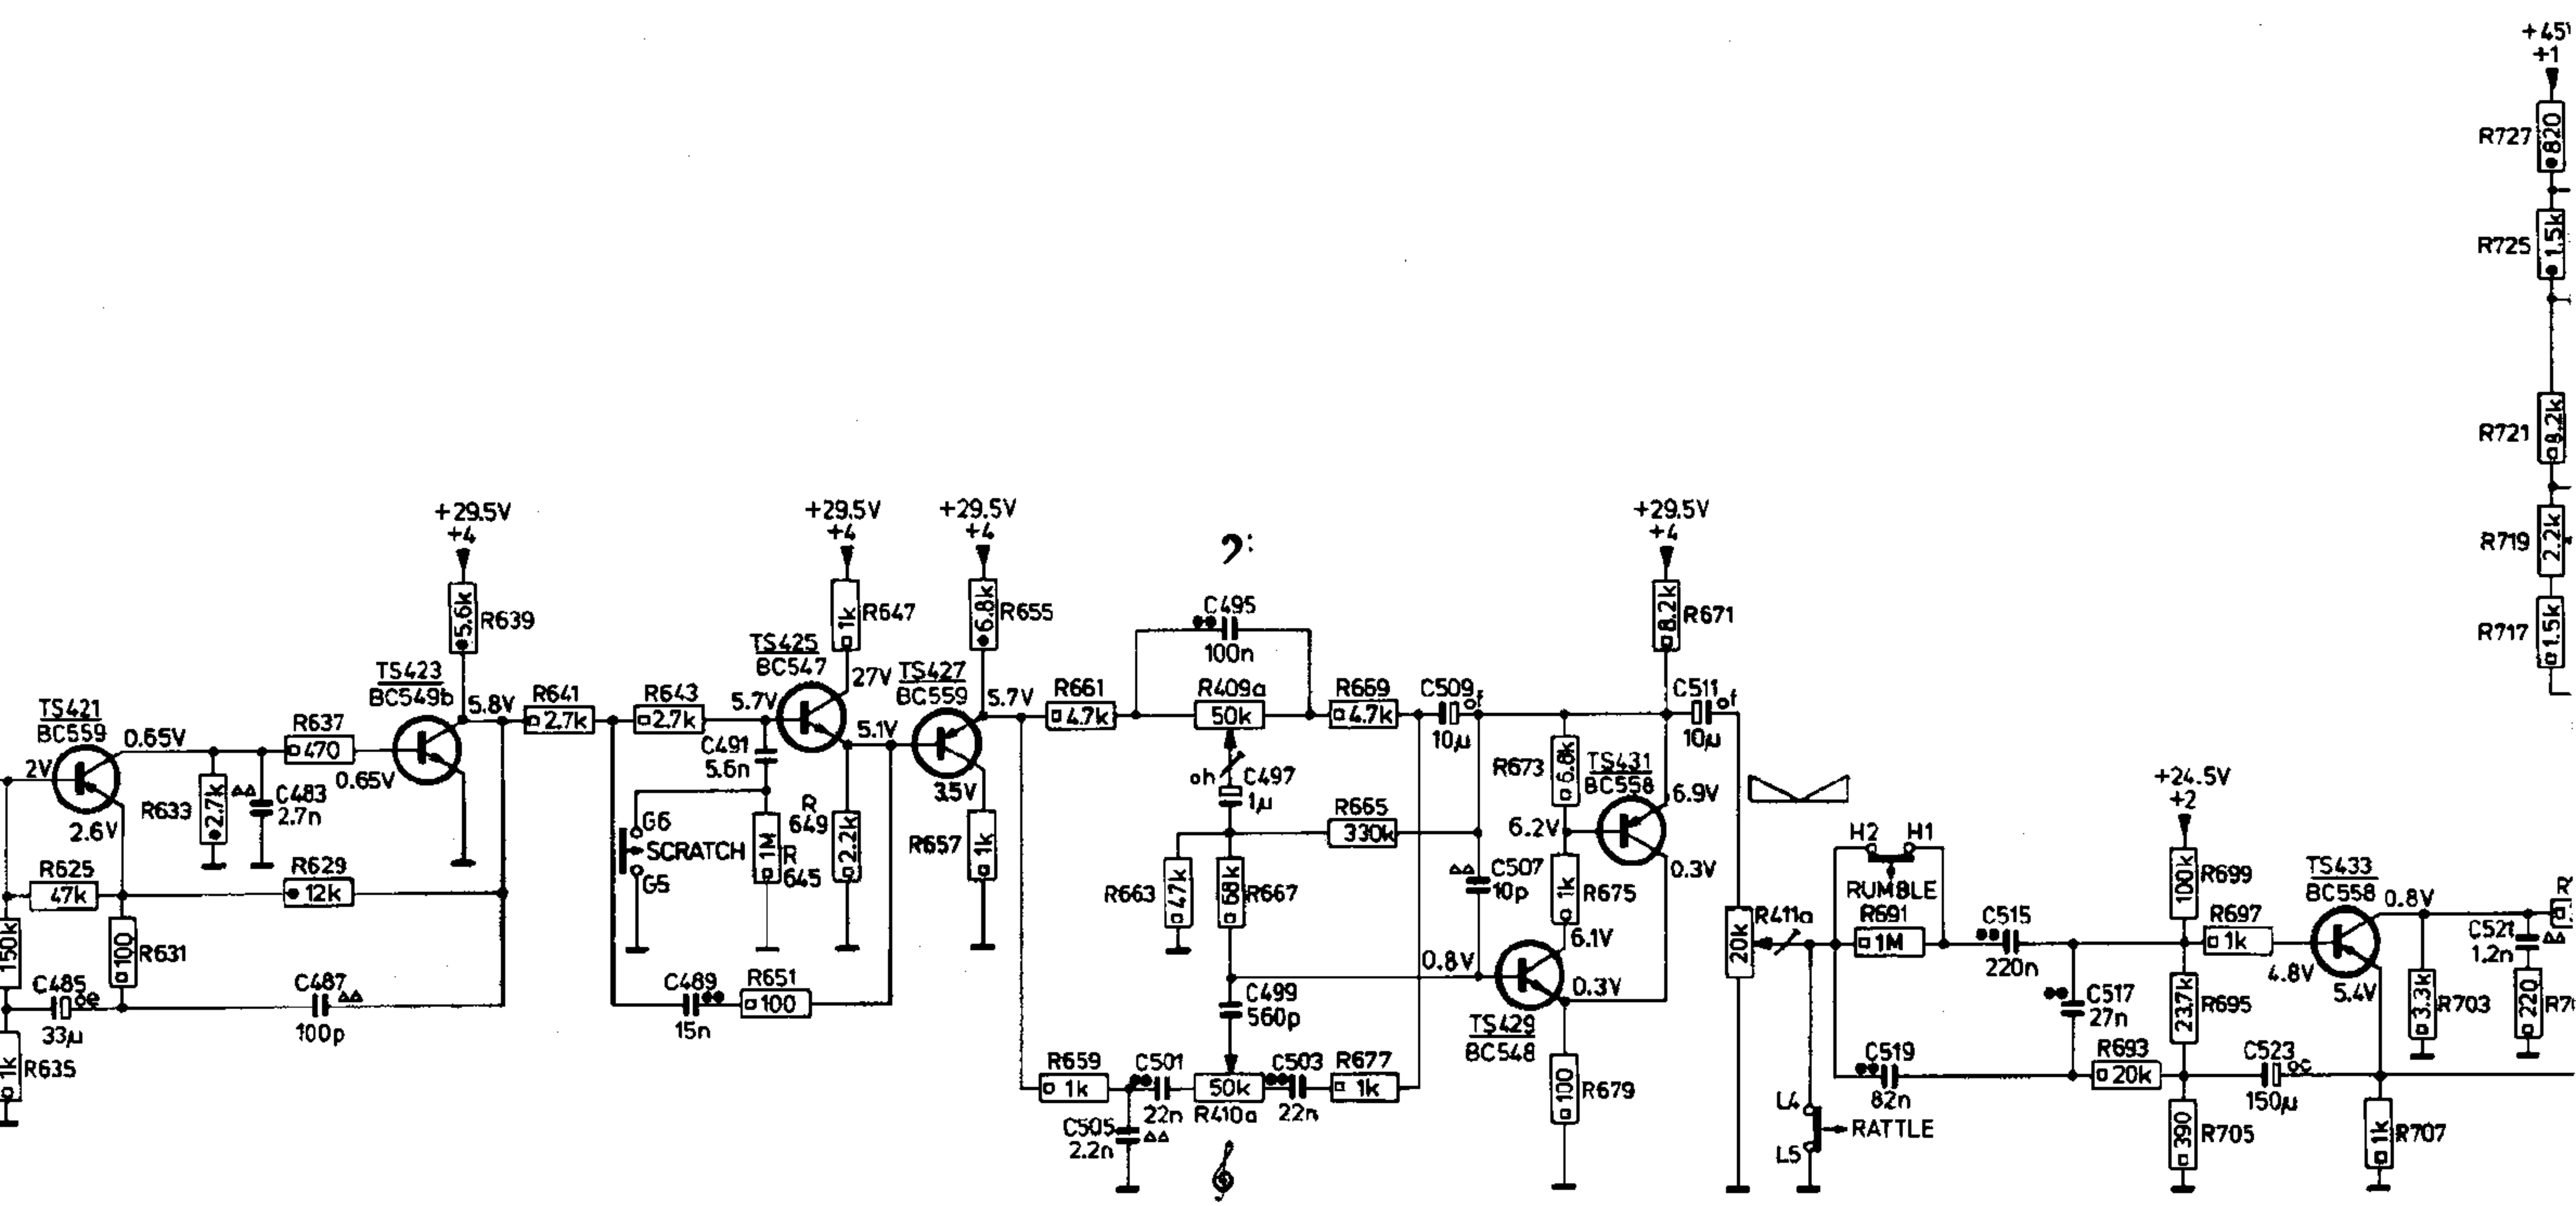 +45V
+1
R727
820
R725
1.5k
R721
8.2k
R719
2.2k
R717
1.5k
+29.5V
+4
+29.5V
+4
+29.5V
+4
+29.5V
+4
5.6k
R639
1k
R647
6.8k
R655
C495
100n
8.2k
R671
TS421
BC559
0.65V
R637
470
TS423
BC549b
5.8V
R641
2.7k
R643
2.7k
5.7V
TS425
BC547
27V
TS427
BC559
5.7V
R661
4.7k
R409a
50k
R669
4.7k
C509
f
10µ
C511
f
10µ
2V
2.6V
R633
2.7k
C483
2.7n
0.65V
C491
5.6n
5.1V
3.5V
oh
C497
1µ
R673
6.8k
TS431
BC558
6.9V
+24.5V
+2
G6
SCRATCH
G5
1M
R
645
R
649
2.2k
R657
1k
R665
330k
6.2V
0.3V
H2
H1
RUMBLE
100k
R699
TS433
BC558
0.8V
R625
47k
R629
12k
R663
47k
68k
R667
C507
10p
1k
R675
R411a
20k
R691
1M
C515
220n
R697
1k
C521
1.2n
150k
100
R631
6.1V
0.8V
4.8V
5.4V
C485
oe
33µ
C487
100p
C489
15n
R651
100
C499
560p
0.3V
TS429
BC548
C517
27n
R695
3.3k
R703
220
1k
R635
R659
1k
C501
22n
50k
R410a
C503
22n
R677
1k
100
R679
C519
82n
R693
20k
C523
oc
150µ
C505
2.2n
L4
RATTLE
L5
390
R705
1k
R707